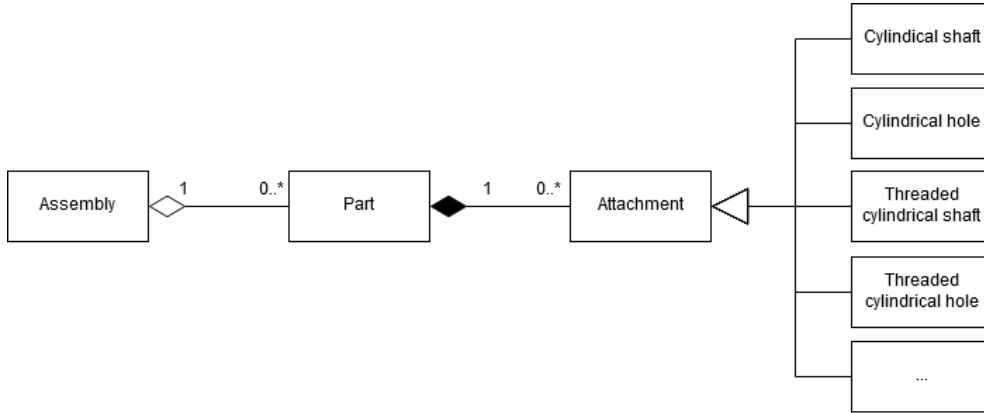 Cylindical shaft
Cylindrical hole
Assembly
1
0..*
Part
1
0..*
Attachment
Threaded
cylindrical shaft
Threaded
cylindrical hole
...